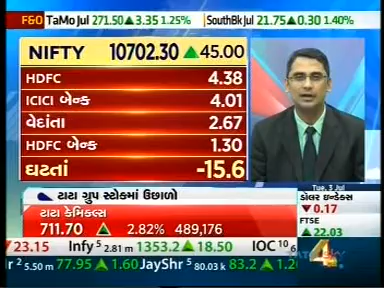 F&O TaMo Jul 271.50 ▲ 3.35 1.25% SouthBk Jul 21.75 ▲ 0.30 1.40%
NIFTY 10702.30 ▲ 45.00
HDFC 4.38
ICICI બેન્ક 4.01
વેદાંતા 2.67
HDFC બેન્ક 1.30
ઘટતાં -15.6
ટાટા ગ્રુપ સ્ટોકમાં ઉછાળો
ટાટા કેમિકલ્સ
711.70 ▲ 2.82% 489,176
Tue, 3 Jul
ડોલર ઇન્ડેક્સ
▼ 0.17
FTSE
▲ 22.03
▼ 23.15 Infy 5 2.81 m 1353.2 ▲ 18.50 IOC 10 6
r 2 5.50 m 77.95 ▲ 1.60 JayShr 5 80.03 k 83.2 ▲ 1.2